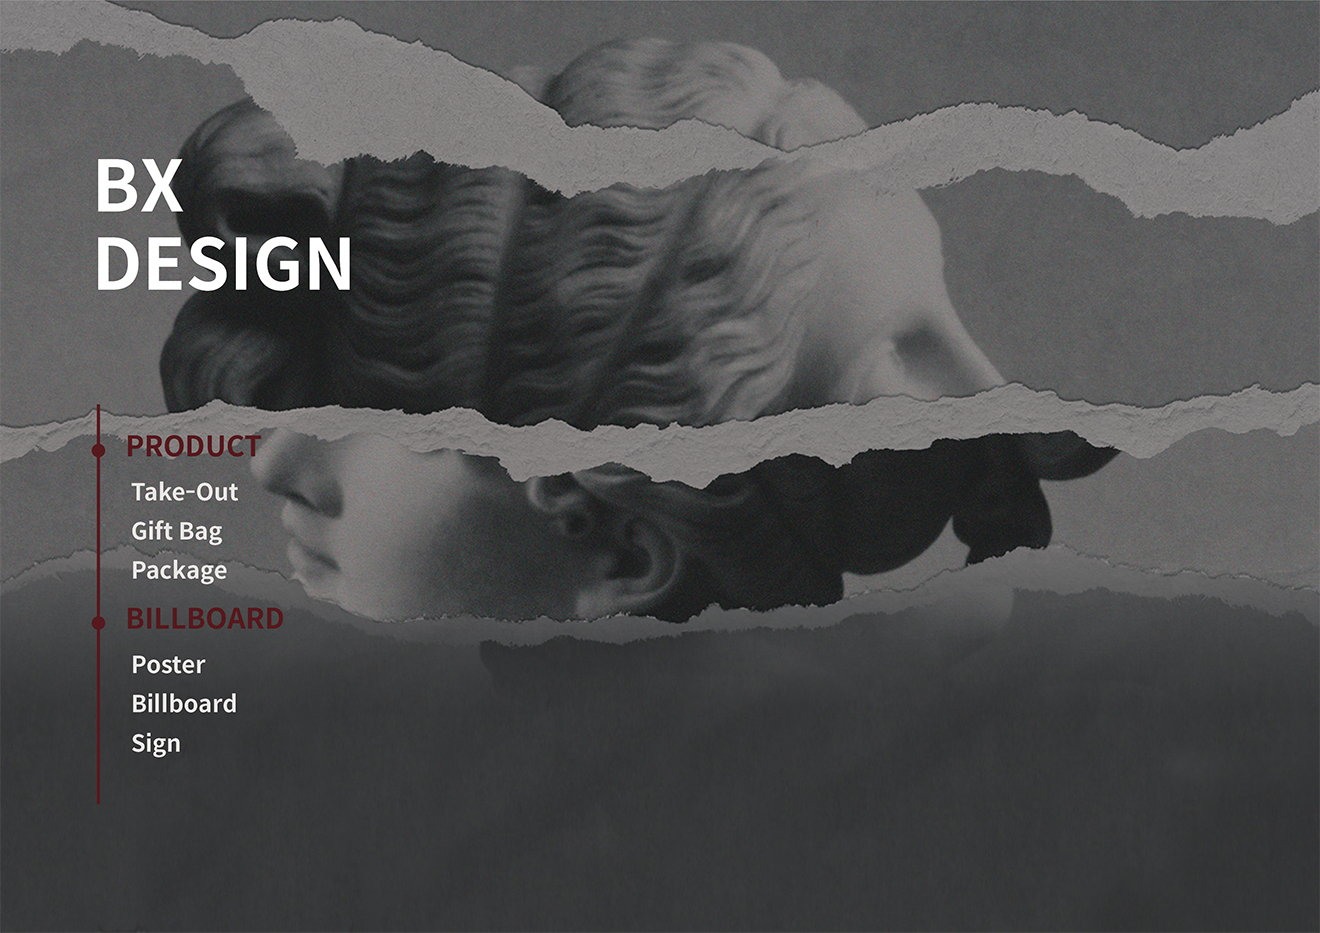 BX
DESIGN
PRODUCT
Take-Out
Gift Bag
Package
BILLBOARD
Poster
Billboard
Sign